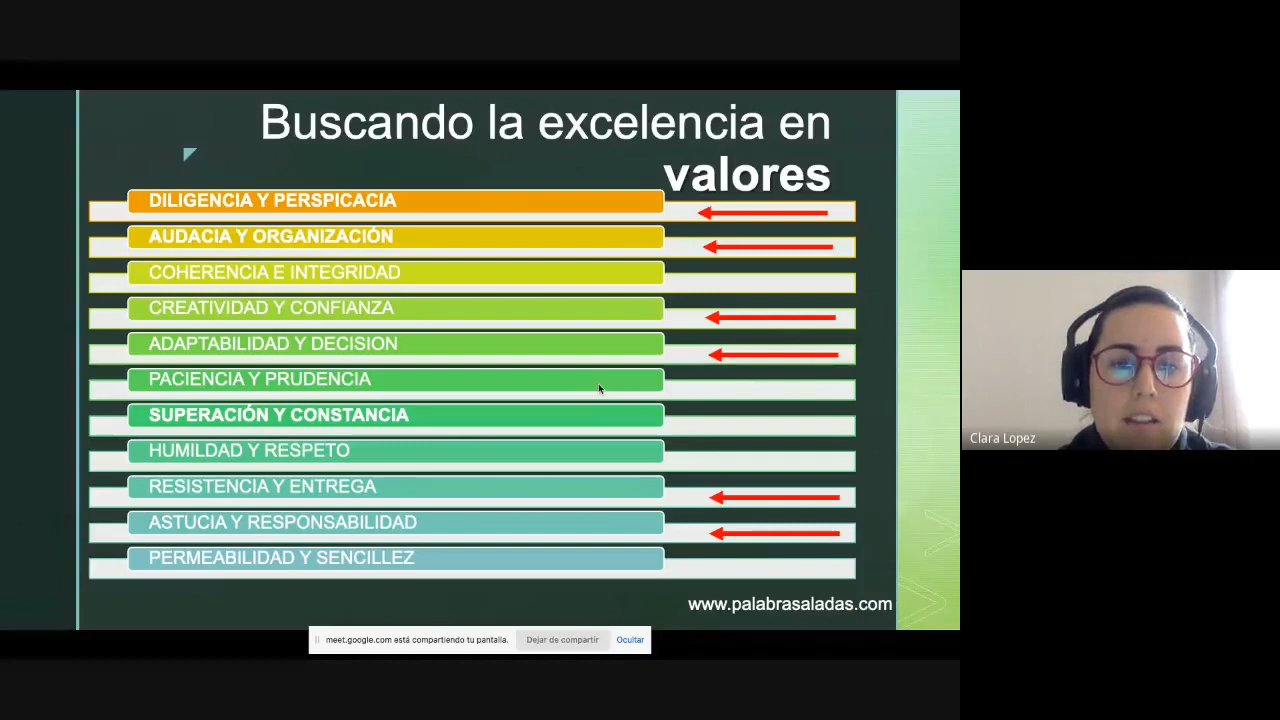 Buscando la excelencia en
valores
DILIGENCIA Y PERSPICACIA
AUDACIA Y ORGANIZACIÓN
COHERENCIA E INTEGRIDAD
CREATIVIDAD Y CONFIANZA
ADAPTABILIDAD Y DECISION
PACIENCIA Y PRUDENCIA
SUPERACIÓN Y CONSTANCIA
HUMILDAD Y RESPETO
RESISTENCIA Y ENTREGA
ASTUCIA Y RESPONSABILIDAD
PERMEABILIDAD Y SENCILLEZ
www.palabrasaladas.com
meet.google.com está compartiendo tu pantalla.
Dejar de compartir
Ocultar
Clara Lopez